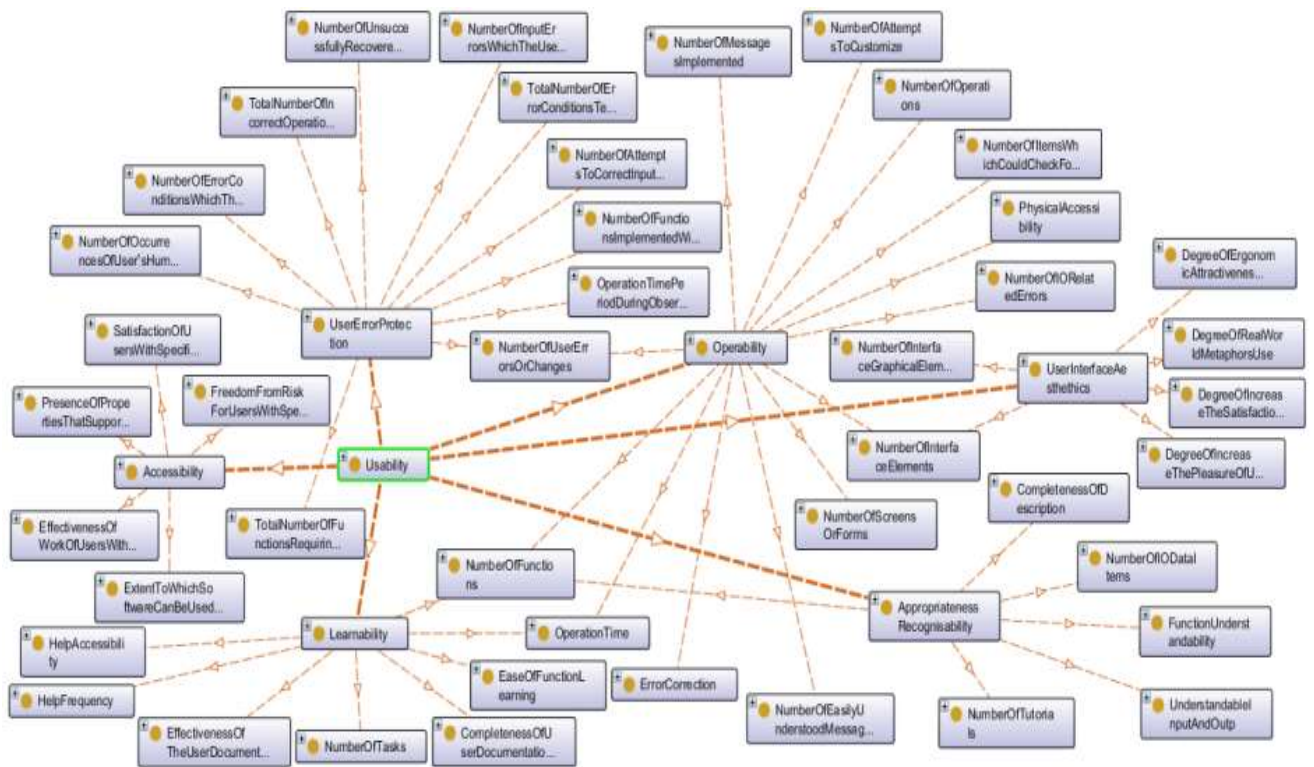 NumberOfUnsucce
ssfullyRecovere...
NumberOfInputEr
rorsWhichTheUse...
NumberOfMessage
sImplemented
NumberOfAttemp
tsToCustomize
TotalNumberOfIn
correctOperatio...
TotalNumberOfEr
rorConditionsTe...
NumberOfOperati
ons
NumberOfErrorCo
nditionsWhichTh...
NumberOfAttempt
sToCorrectInput...
NumberOfItemsWh
ichCouldCheckFo...
NumberOfOccurre
ncesOfUser'sHum...
NumberOfFunctio
nsImplementedWi...
PhysicalAccessi
bility
DegreeOfErgonom
icAttractivenes...
OperationTimePe
riodDuringObser...
NumberOfIORelat
edErrors
SatisfactionOfU
sersWithSpecifi...
UserErrorProtec
tion
NumberOfUserErr
orsOrChanges
Operability
NumberOfInterfa
ceGraphicalElem...
UserInterfaceAe
sthethics
DegreeOfRealWor
ldMetaphorsUse
PresenceOfPrope
rtiesThatSuppor...
FreedomFromRisk
ForUsersWithSpe...
DegreeOfIncreas
eTheSatisfactio...
Accessibility
Usability
NumberOfInterfa
ceElements
DegreeOfIncreas
eThePleasureOfU...
EffectivenessOf
WorkOfUsersWith...
TotalNumberOfFu
nctionsRequirin...
NumberOfScreens
OrForms
CompletenessOfD
escription
ExtentToWhichSo
ftwareCanBeUsed...
NumberOfFunctio
ns
NumberOfIODataI
tems
HelpAccessibili
ty
Learnability
OperationTime
Appropriateness
Recognisability
FunctionUnderst
andability
HelpFrequency
EaseOfFunctionL
earning
ErrorCorrection
EffectivenessOf
TheUserDocument...
NumberOfTasks
CompletenessOfU
serDocumentatio...
NumberOfEasilyU
nderstoodMessag...
NumberOfTutoria
ls
UnderstandableI
nputAndOutp